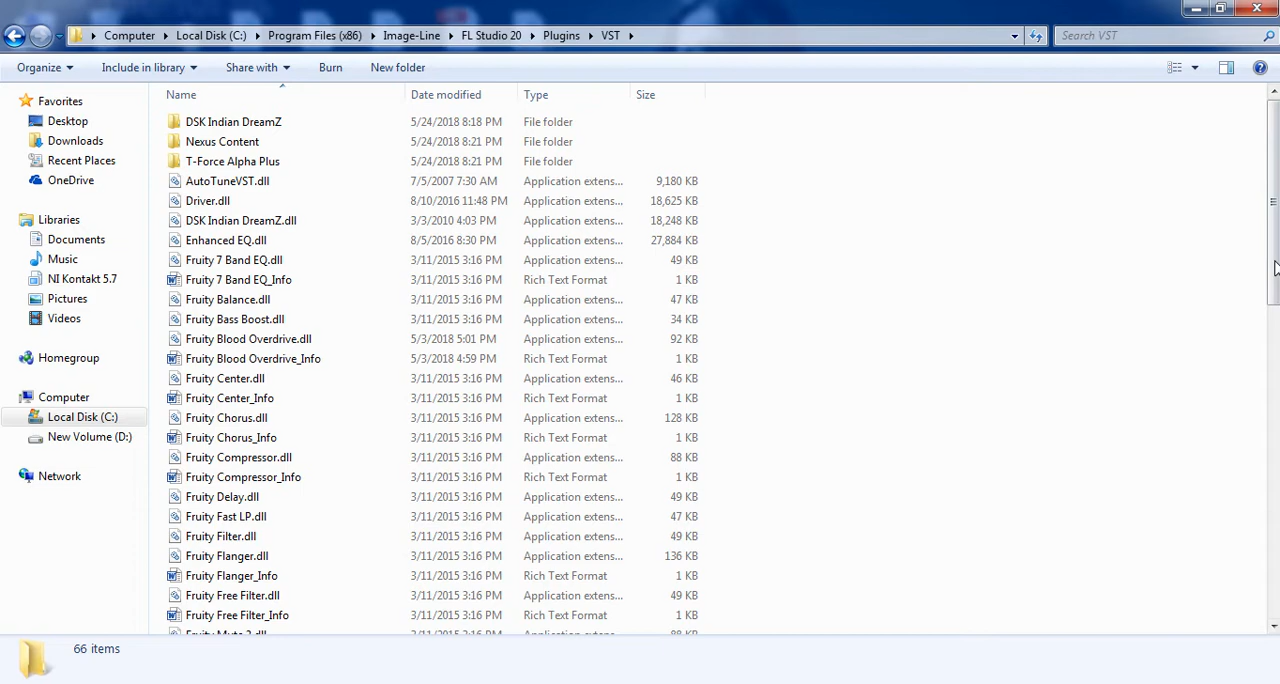 Computer Local Disk (C:) Program Files (x86) Image-Line FL Studio 20 Plugins VST Search VST
Organize Include in library Share with Burn New folder
Favorites
Desktop
Downloads
Recent Places
OneDrive
Libraries
Documents
Music
NI Kontakt 5.7
Pictures
Videos
Homegroup
Computer
Local Disk (C:)
New Volume (D:)
Network
Name Date modified Type Size
DSK Indian DreamZ 5/24/2018 8:18 PM File folder
Nexus Content 5/24/2018 8:21 PM File folder
T-Force Alpha Plus 5/24/2018 8:21 PM File folder
AutoTuneVST.dll 7/5/2007 7:30 AM Application extens... 9,180 KB
Driver.dll 8/10/2016 11:48 PM Application extens... 18,625 KB
DSK Indian DreamZ.dll 3/3/2010 4:03 PM Application extens... 18,248 KB
Enhanced EQ.dll 8/5/2016 8:30 PM Application extens... 27,884 KB
Fruity 7 Band EQ.dll 3/11/2015 3:16 PM Application extens... 49 KB
Fruity 7 Band EQ_Info 3/11/2015 3:16 PM Rich Text Format 1 KB
Fruity Balance.dll 3/11/2015 3:16 PM Application extens... 47 KB
Fruity Bass Boost.dll 3/11/2015 3:16 PM Application extens... 34 KB
Fruity Blood Overdrive.dll 5/3/2018 5:01 PM Application extens... 92 KB
Fruity Blood Overdrive_Info 5/3/2018 4:59 PM Rich Text Format 1 KB
Fruity Center.dll 3/11/2015 3:16 PM Application extens... 46 KB
Fruity Center_Info 3/11/2015 3:16 PM Rich Text Format 1 KB
Fruity Chorus.dll 3/11/2015 3:16 PM Application extens... 128 KB
Fruity Chorus_Info 3/11/2015 3:16 PM Rich Text Format 1 KB
Fruity Compressor.dll 3/11/2015 3:16 PM Application extens... 88 KB
Fruity Compressor_Info 3/11/2015 3:16 PM Rich Text Format 1 KB
Fruity Delay.dll 3/11/2015 3:16 PM Application extens... 49 KB
Fruity Fast LP.dll 3/11/2015 3:16 PM Application extens... 47 KB
Fruity Filter.dll 3/11/2015 3:16 PM Application extens... 49 KB
Fruity Flanger.dll 3/11/2015 3:16 PM Application extens... 136 KB
Fruity Flanger_Info 3/11/2015 3:16 PM Rich Text Format 1 KB
Fruity Free Filter.dll 3/11/2015 3:16 PM Application extens... 49 KB
Fruity Free Filter_Info 3/11/2015 3:16 PM Rich Text Format 1 KB
66 items